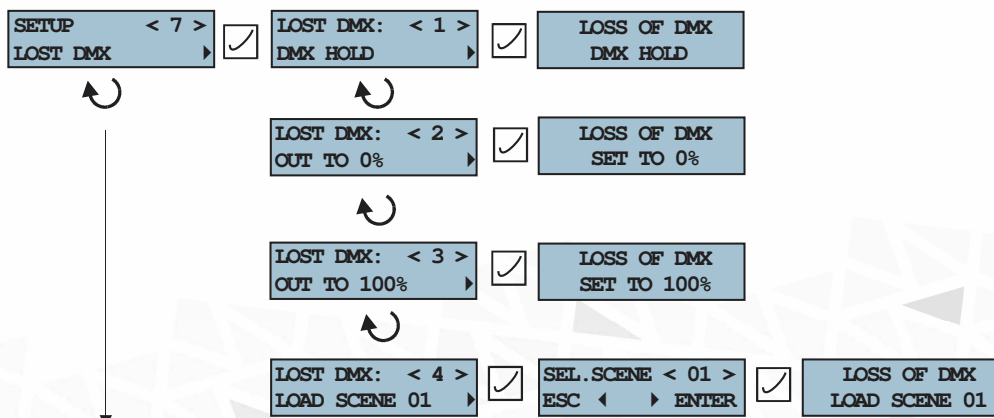 SETUP < 7 >
LOST DMX
LOST DMX: < 1 >
DMX HOLD
LOSS OF DMX
DMX HOLD
LOST DMX: < 2 >
OUT TO 0%
LOSS OF DMX
SET TO 0%
LOST DMX: < 3 >
OUT TO 100%
LOSS OF DMX
SET TO 100%
LOST DMX: < 4 >
LOAD SCENE 01
SEL.SCENE < 01 >
ESC ENTER
LOSS OF DMX
LOAD SCENE 01